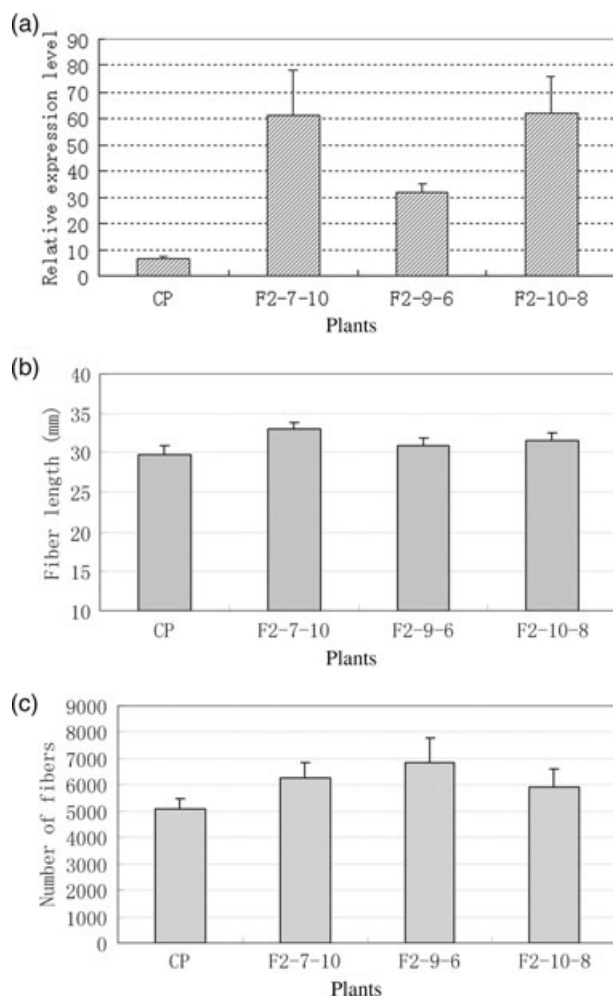 (a)
Relative expression level
90
80
70
60
50
40
30
20
10
0
CP F2-7-10 F2-9-6 F2-10-8
Plants
(b)
Fiber length (mm)
40
35
30
25
20
15
10
CP F2-7-10 F2-9-6 F2-10-8
Plants
(c)
Number of fibers
9000
8000
7000
6000
5000
4000
3000
2000
1000
0
CP F2-7-10 F2-9-6 F2-10-8
Plants